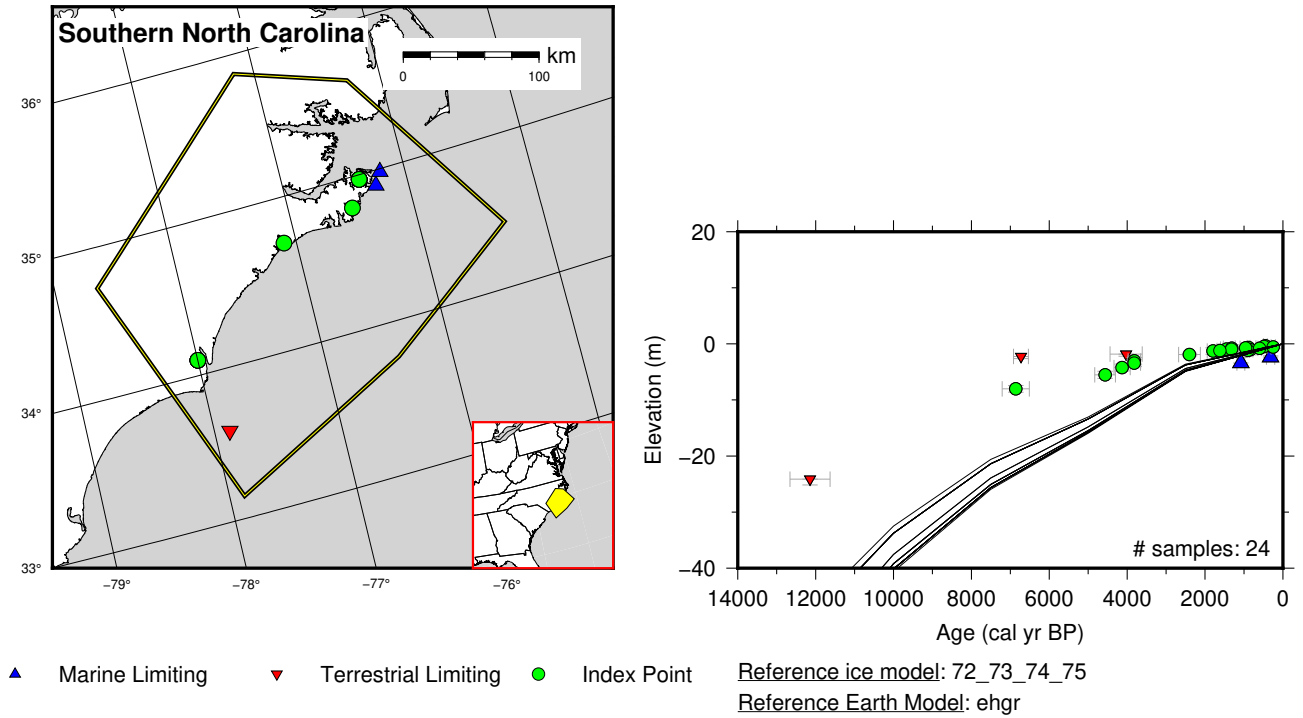 Southern North Carolina
km
0 100
36°
35°
34°
33°
−79° −78° −77° −76°
20
0
−20
−40
Elevation (m)
# samples: 24
14000 12000 10000 8000 6000 4000 2000 0
Age (cal yr BP)
Marine Limiting Terrestrial Limiting Index Point
Reference ice model: 72_73_74_75
Reference Earth Model: ehgr